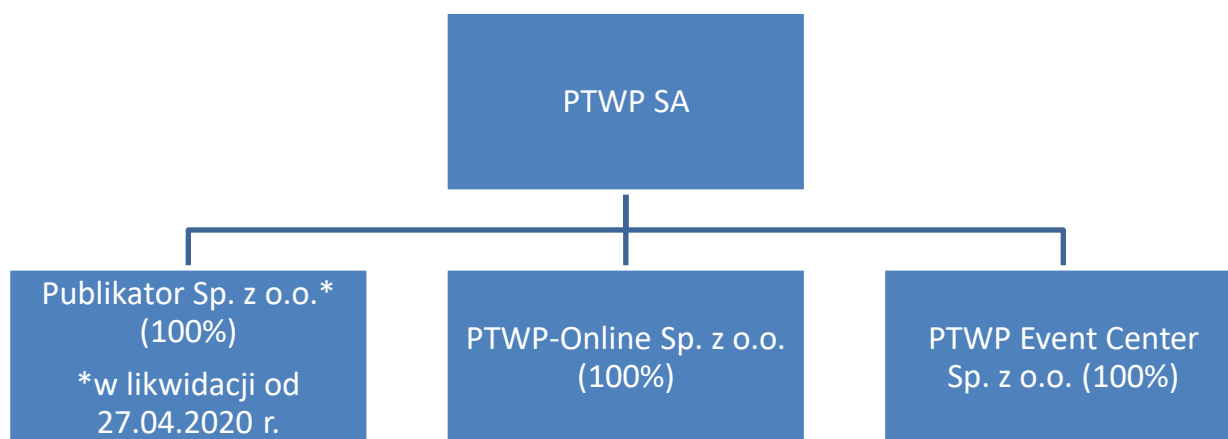 PTWP SA
Publikator Sp. z o.o.*
(100%)
*w likwidacji od
27.04.2020 r.
PTWP-Online Sp. z o.o.
(100%)
PTWP Event Center
Sp. z o.o. (100%)